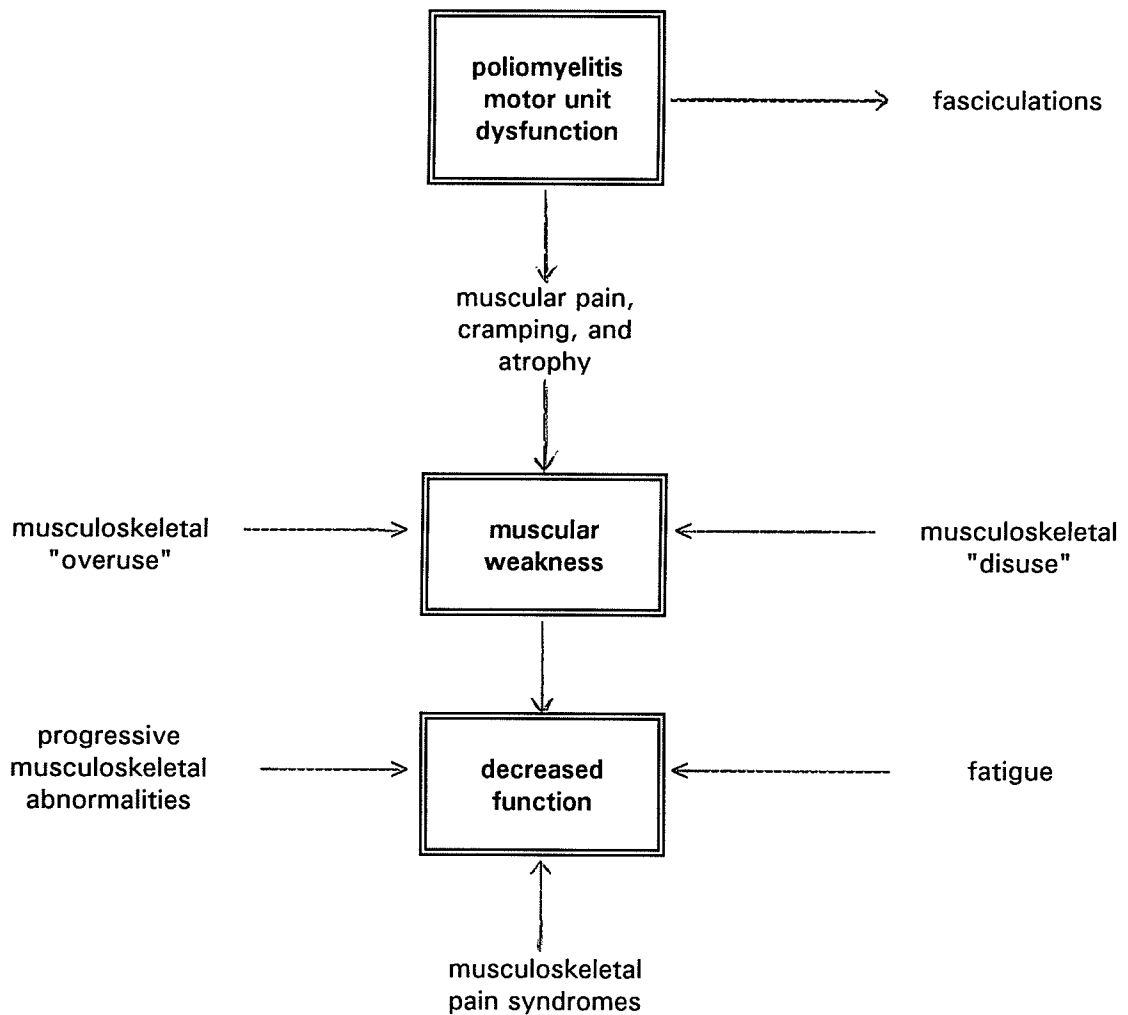 poliomyelitis
motor unit
dysfunction
fasciculations
muscular pain,
cramping, and
atrophy
musculoskeletal
"overuse"
muscular
weakness
musculoskeletal
"disuse"
progressive
musculoskeletal
abnormalities
decreased
function
fatigue
musculoskeletal
pain syndromes